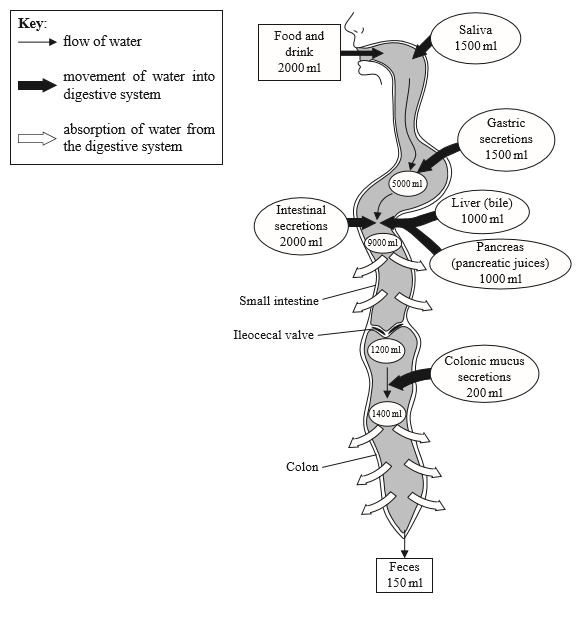 Key:
flow of water
movement of water into
digestive system
absorption of water from
the digestive system
Food and
drink
2000 ml
Saliva
1500 ml
Gastric
secretions
1500 ml
5000 ml
Liver (bile)
1000 ml
Intestinal
secretions
2000 ml
9000 ml
Pancreas
(pancreatic juices)
1000 ml
Small intestine
Ileocecal valve
1200 ml
Colonic mucus
secretions
200 ml
1400 ml
Colon
Feces
150 ml